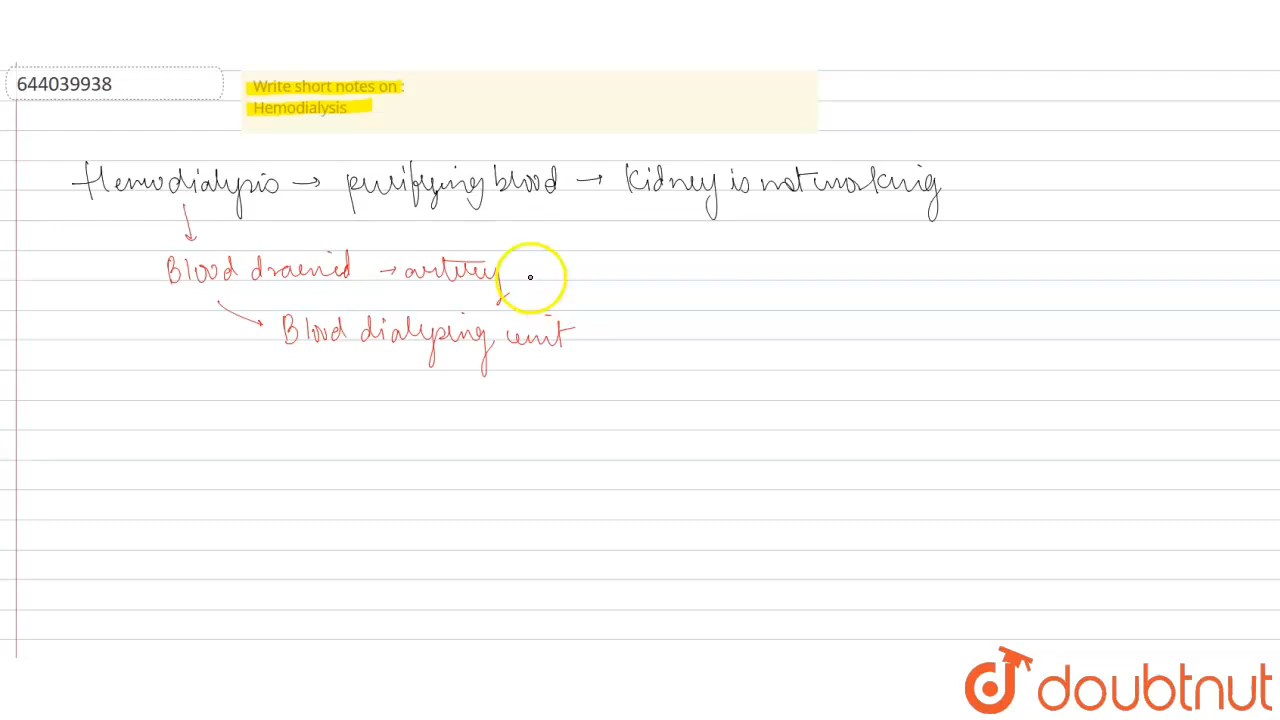 644039938
Write short notes on :
Hemodialysis
Hemodialysis → purifying blood → Kidney is not working
Blood drained → artery
Blood dialysing unit
doubtnut